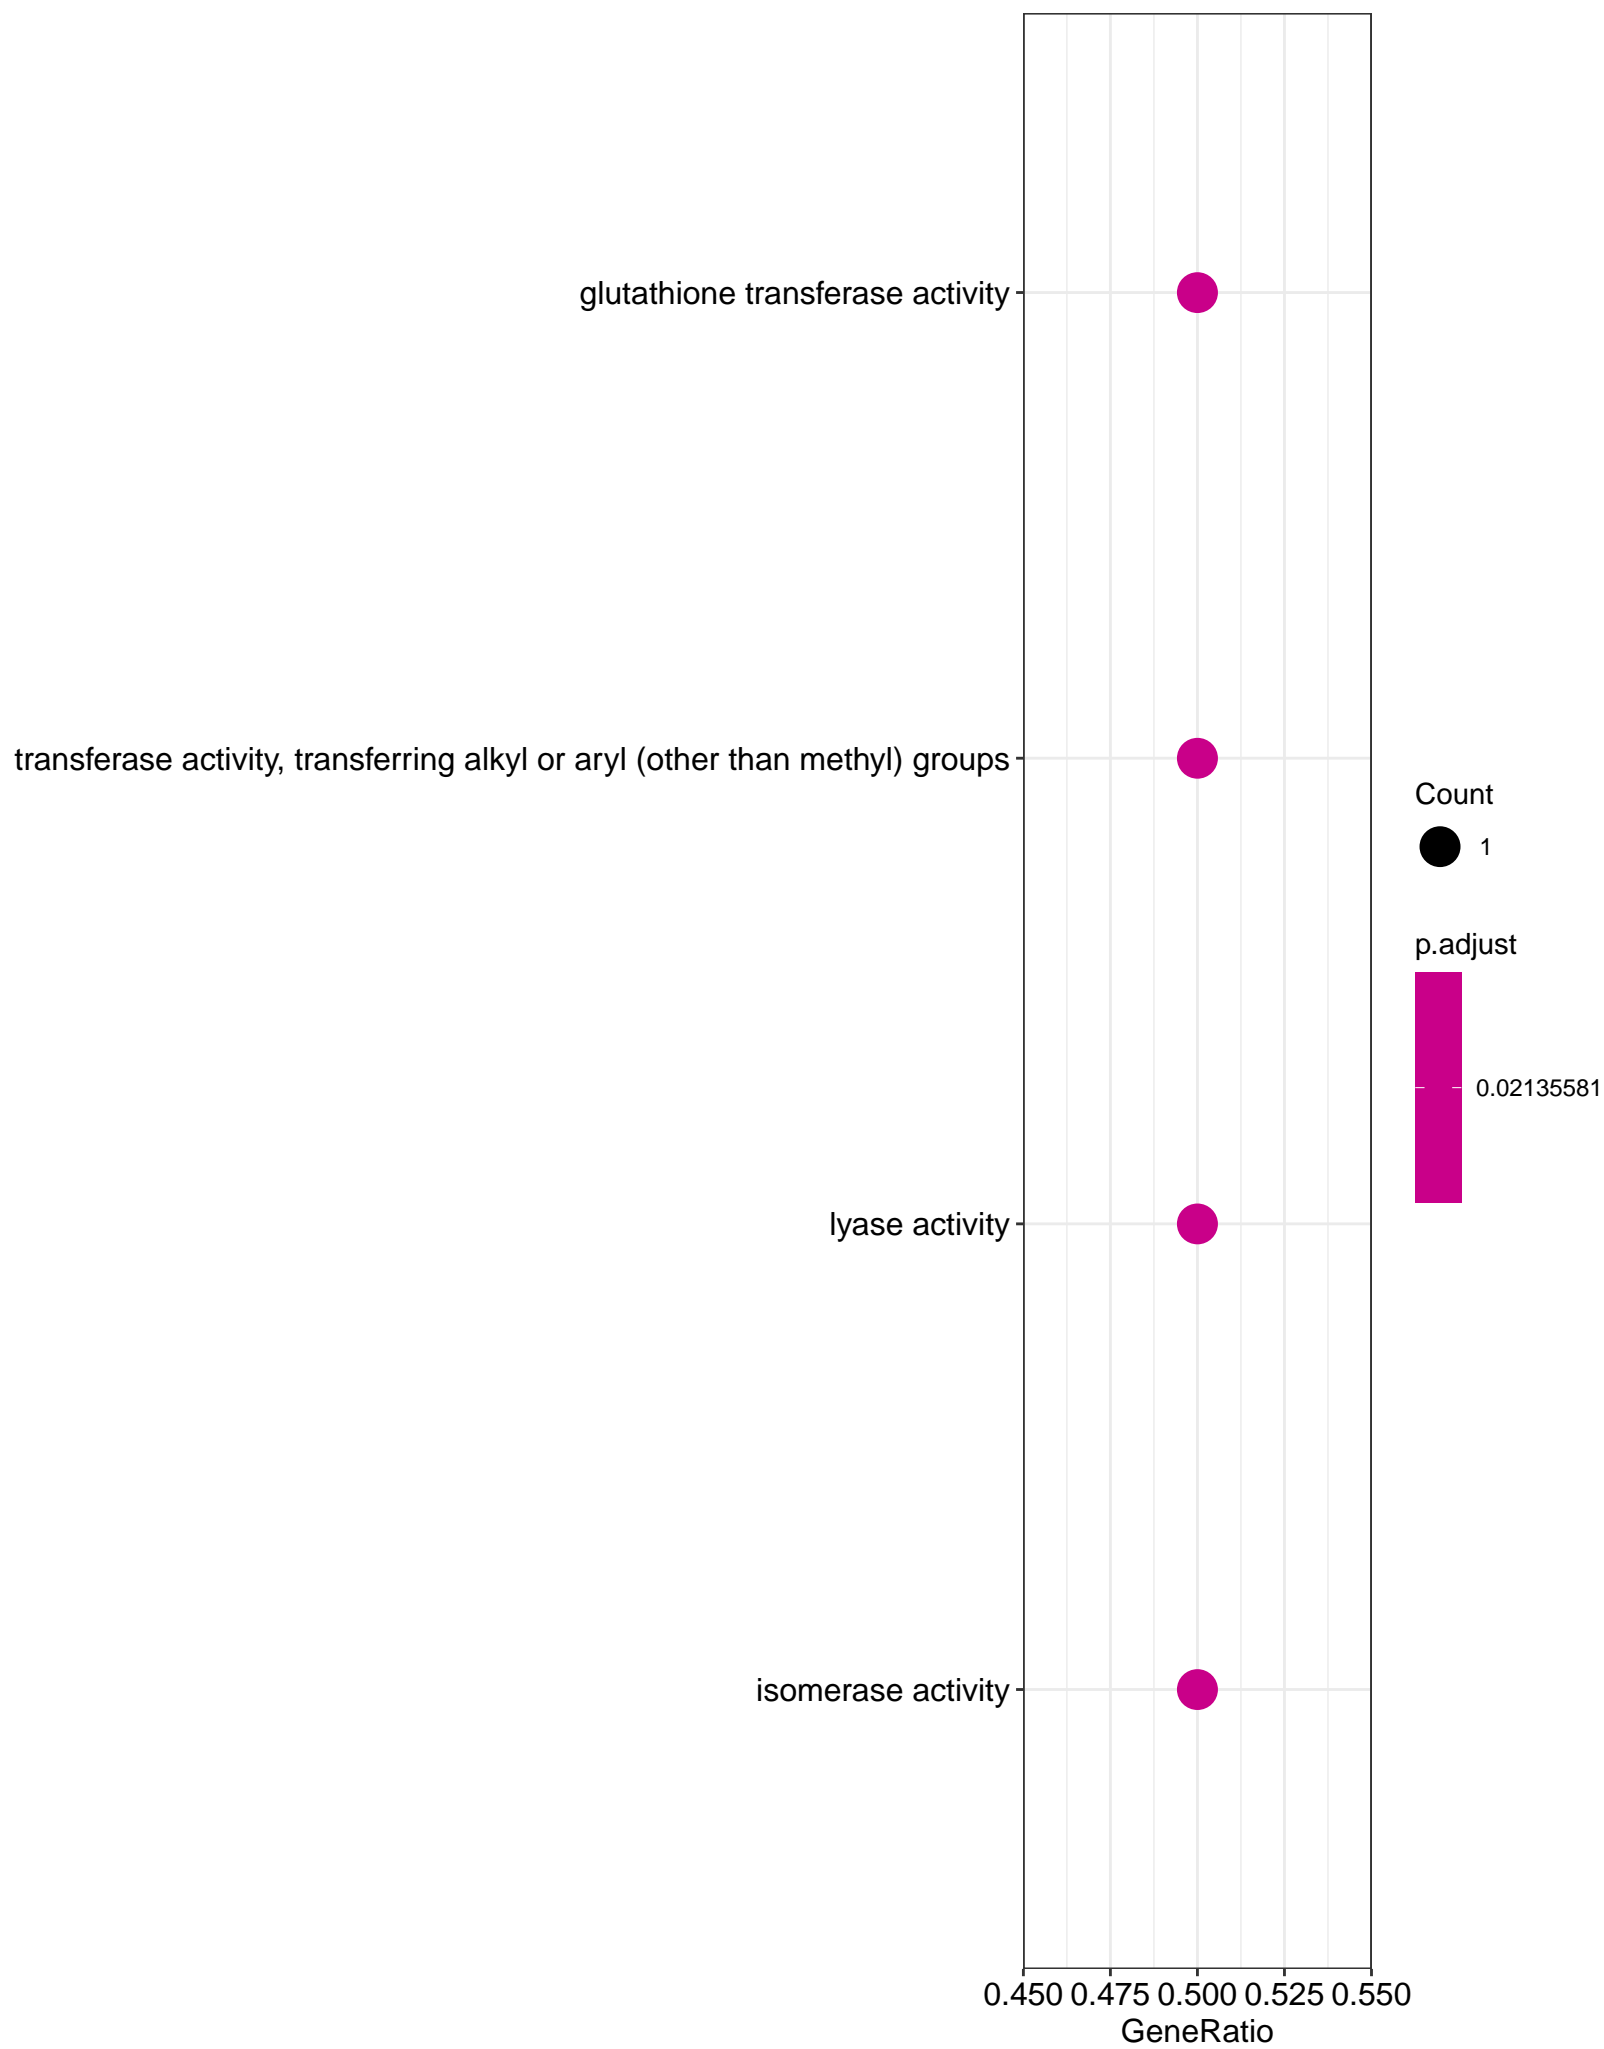 glutathione transferase activity
transferase activity, transferring alkyl or aryl (other than methyl) groups
lyase activity
isomerase activity
0.450 0.475 0.500 0.525 0.550
GeneRatio
Count
1
p.adjust
0.02135581